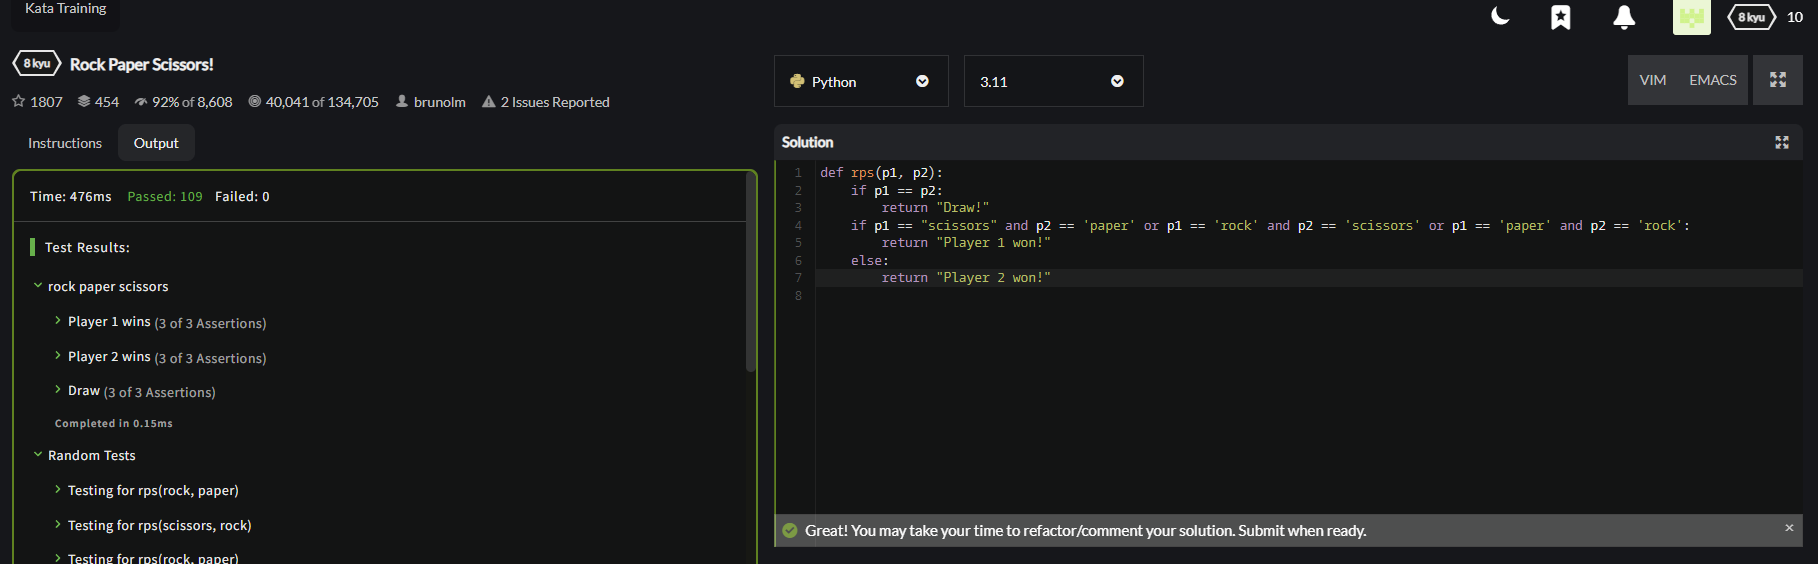 Kata Training
8 kyu 10
8 kyu Rock Paper Scissors!
1807 454 92% of 8,608 40,041 of 134,705 brunolm 2 Issues Reported
Python 3.11 VIM EMACS
Instructions Output
Time: 476ms Passed: 109 Failed: 0
Test Results:
rock paper scissors
Player 1 wins (3 of 3 Assertions)
Player 2 wins (3 of 3 Assertions)
Draw (3 of 3 Assertions)
Completed in 0.15ms
Random Tests
Testing for rps(rock, paper)
Testing for rps(scissors, rock)
Testing for rps(rock, paper)
Solution
1 def rps(p1, p2):
2 if p1 == p2:
3 return "Draw!"
4 if p1 == "scissors" and p2 == 'paper' or p1 == 'rock' and p2 == 'scissors' or p1 == 'paper' and p2 == 'rock':
5 return "Player 1 won!"
6 else:
7 return "Player 2 won!"
8
Great! You may take your time to refactor/comment your solution. Submit when ready.